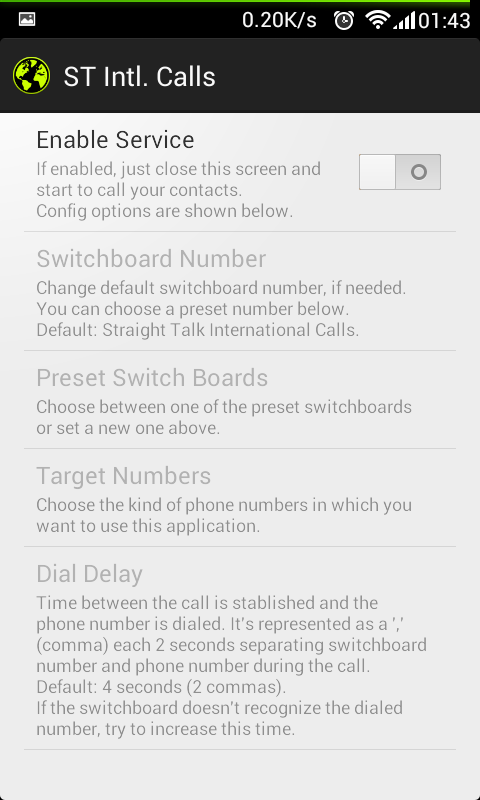 0.20K/s 01:43
ST Intl. Calls
Enable Service
If enabled, just close this screen and
start to call your contacts.
Config options are shown below.
Switchboard Number
Change default switchboard number, if needed.
You can choose a preset number below.
Default: Straight Talk International Calls.
Preset Switch Boards
Choose between one of the preset switchboards
or set a new one above.
Target Numbers
Choose the kind of phone numbers in which you
want to use this application.
Dial Delay
Time between the call is stablished and the
phone number is dialed. It's represented as a ','
(comma) each 2 seconds separating switchboard
number and phone number during the call.
Default: 4 seconds (2 commas).
If the switchboard doesn't recognize the dialed
number, try to increase this time.